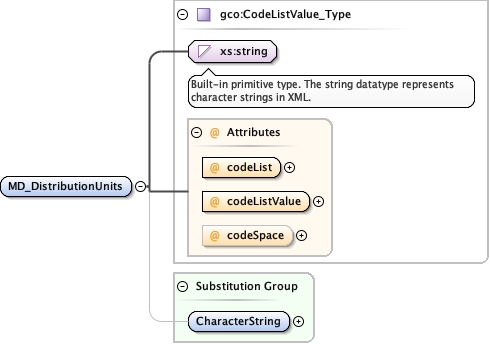 gco:CodeListValue_Type
xs:string
Built-in primitive type. The string datatype represents
character strings in XML.
@ Attributes
@ codeList
MD_DistributionUnits
@ codeListValue
@ codeSpace
Substitution Group
CharacterString